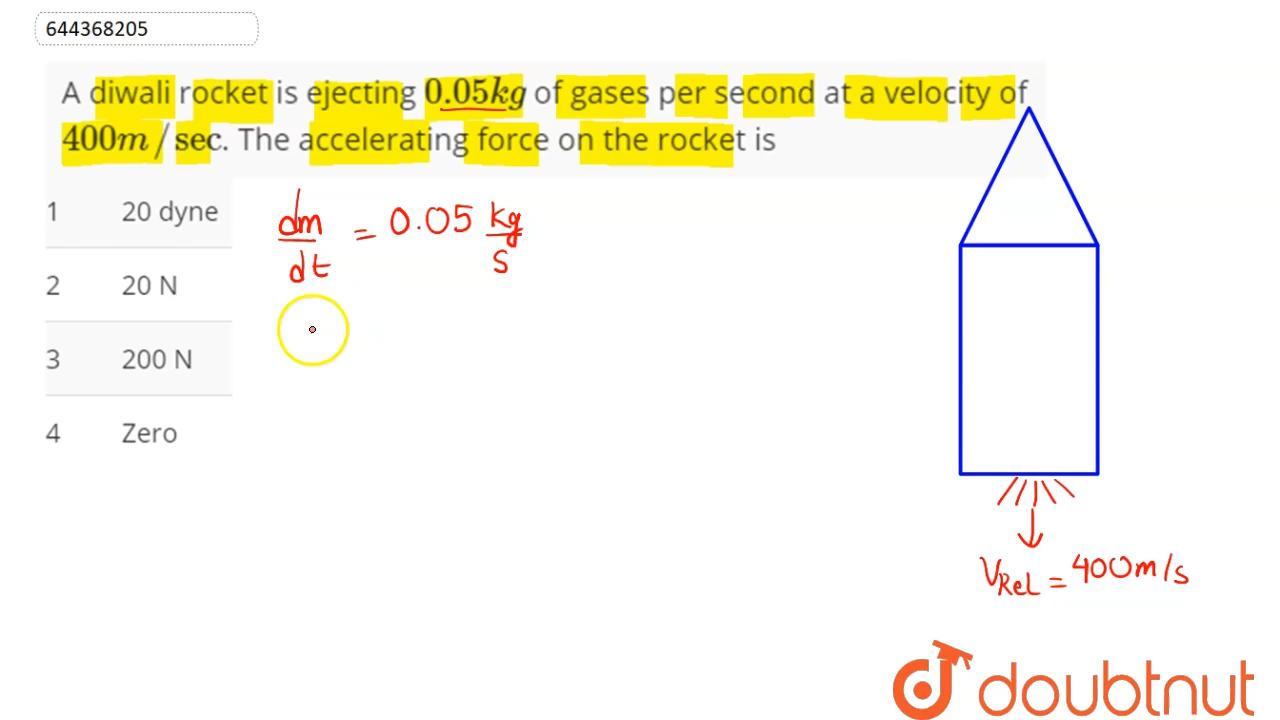 644368205
A diwali rocket is ejecting 0.05kg of gases per second at a velocity of
400m/sec. The accelerating force on the rocket is
1 20 dyne
2 20 N
3 200 N
4 Zero
dm/dt = 0.05 kg/s
VRel = 400m/s
doubtnut